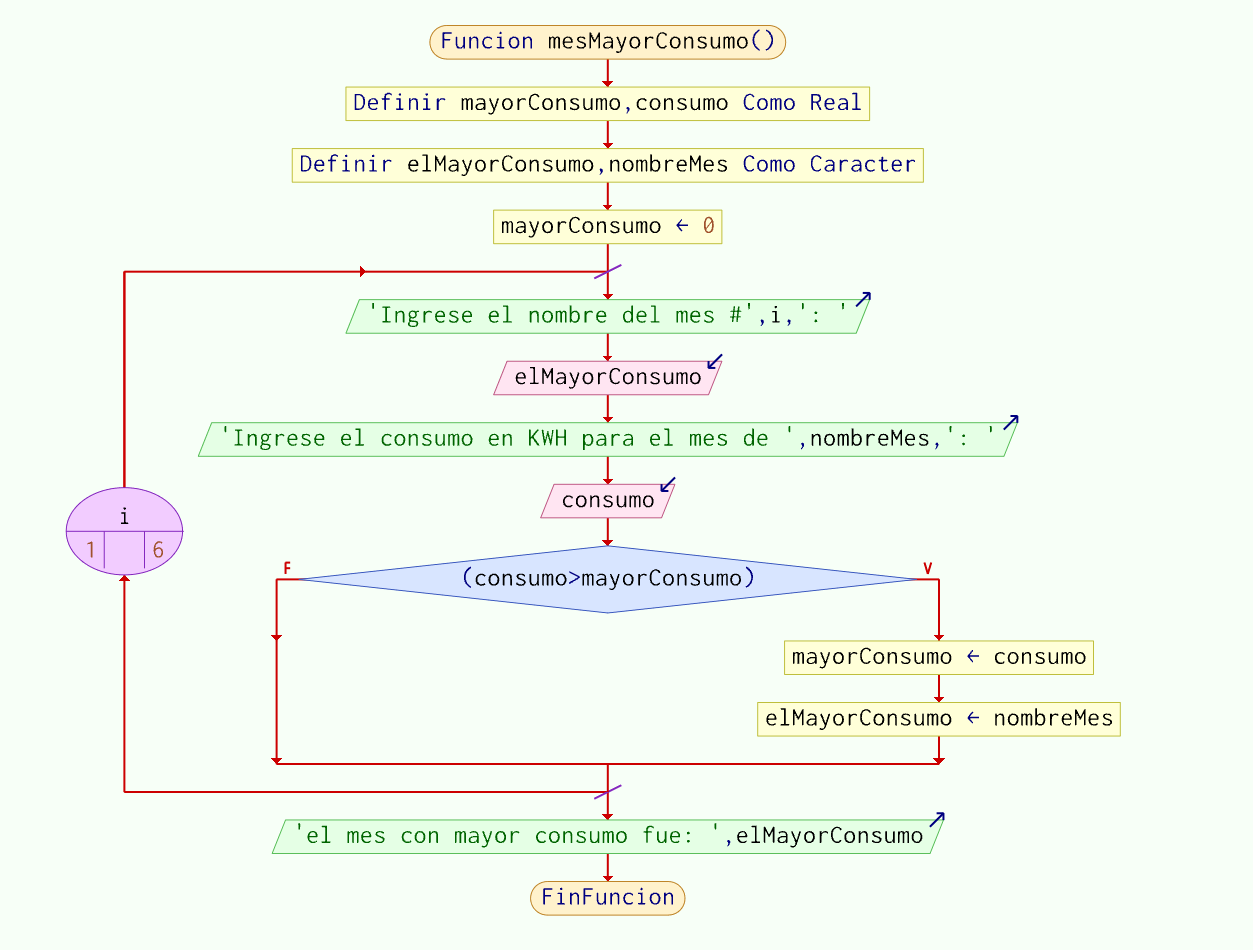 Funcion mesMayorConsumo()
Definir mayorConsumo,consumo Como Real
Definir elMayorConsumo,nombreMes Como Caracter
mayorConsumo ← 0
'Ingrese el nombre del mes #',i,': '
elMayorConsumo
'Ingrese el consumo en KWH para el mes de ',nombreMes,': '
consumo
i
1 6
F
V
(consumo>mayorConsumo)
mayorConsumo ← consumo
elMayorConsumo ← nombreMes
'el mes con mayor consumo fue: ',elMayorConsumo
FinFuncion